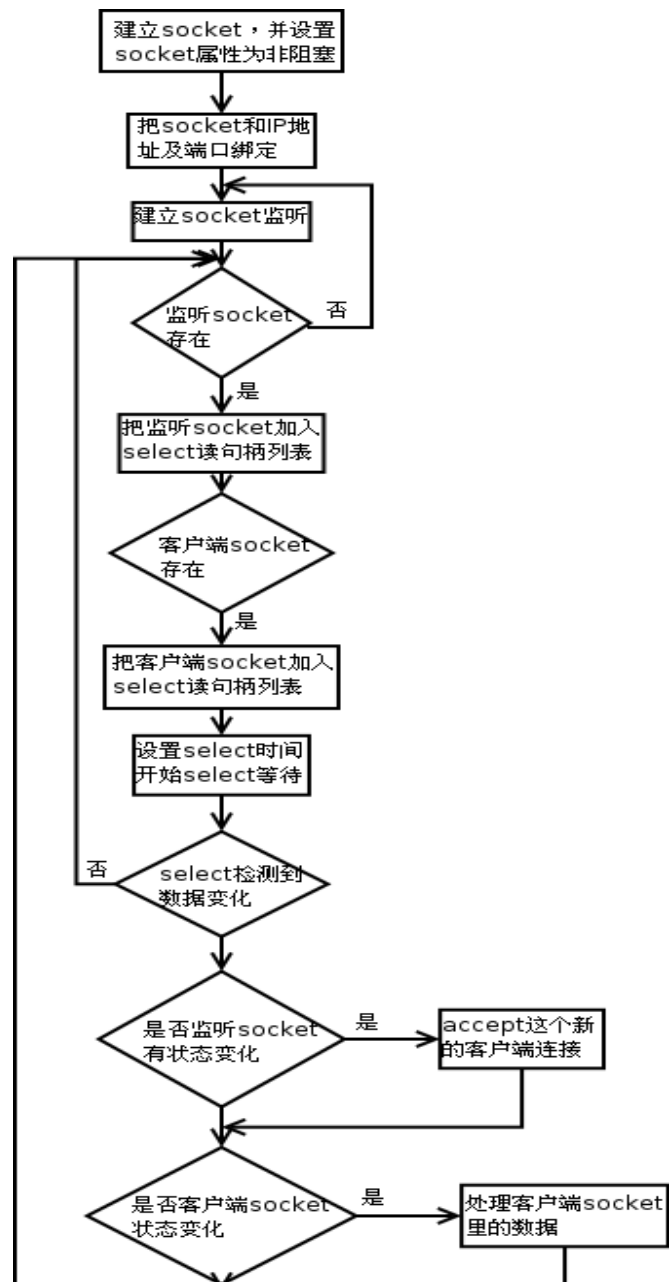 建立socket，并设置
socket属性为非阻塞
把socket和IP地
址及端口绑定
建立socket监听
监听socket
存在
否
是
把监听socket加入
select读句柄列表
客户端socket
存在
是
把客户端socket加入
select读句柄列表
设置select时间
开始select等待
否
select检测到
数据变化
是否监听socket
有状态变化
是
accept这个新
的客户端连接
是否客户端socket
状态变化
是
处理客户端socket
里的数据